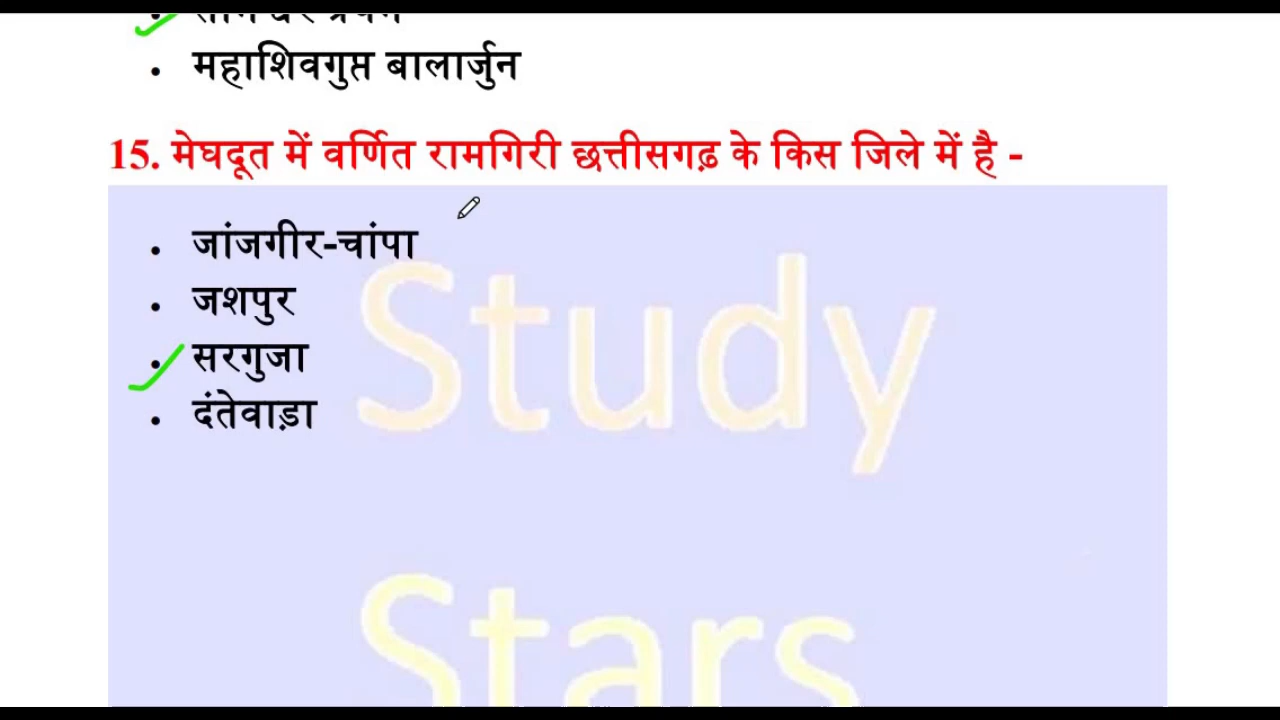 महाशिवगुप्त बालार्जुन
15. मेघदूत में वर्णित रामगिरी छत्तीसगढ़ के किस जिले में है -
जांजगीर-चांपा
जशपुर
सरगुजा
दंतेवाड़ा
Study
Stars